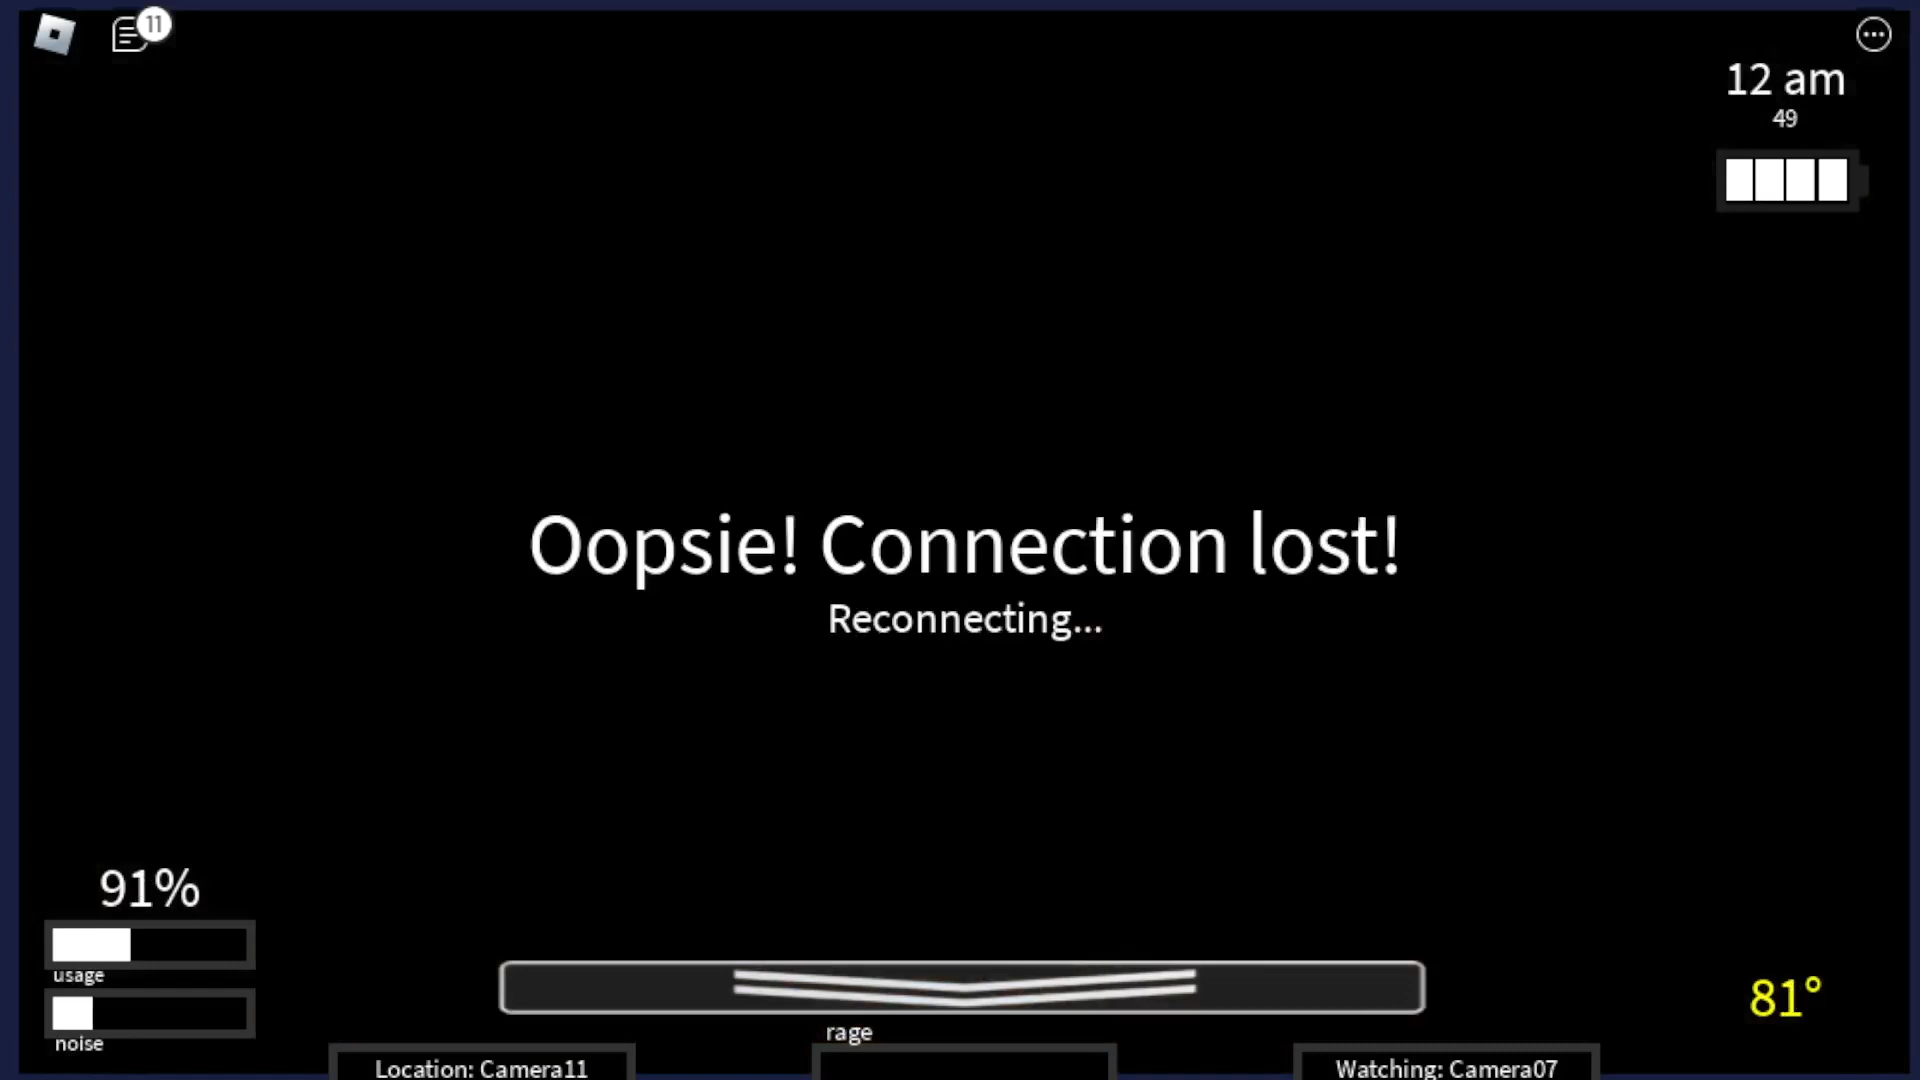 11
12 am
49
Oopsie! Connection lost!
Reconnecting...
91%
usage
noise
81°
rage
Location: Camera11
Watching: Camera07